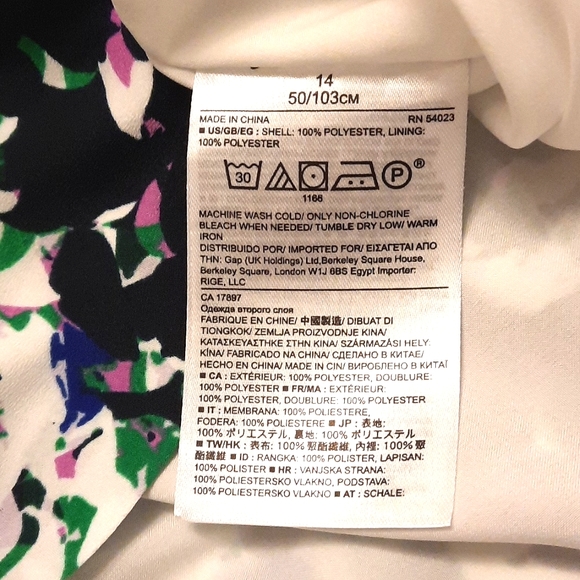 14
50/103CM
MADE IN CHINA RN 54023
■ US/GB/EG : SHELL: 100% POLYESTER, LINING:
100% POLYESTER
30 P ®
1166
MACHINE WASH COLD/ ONLY NON-CHLORINE
BLEACH WHEN NEEDED/ TUMBLE DRY LOW/ WARM
IRON
DISTRIBUIDO POR/ IMPORTED FOR/ ΕΙΣΑΓΕΤΑΙ ΑΠΟ
THN: Gap (UK Holdings) Ltd,Berkeley Square House,
Berkeley Square, London W1J 6BS Egypt Importer:
RIGE, LLC
CA 17897
Одежда второго слоя
FABRIQUE EN CHINE/ 中國製造/ DIBUAT DI
TIONGKOK/ ZEMLJA PROIZVODNJE KINA/
ΚΑΤΑΣΚΕΥΑΣΤΗΚΕ ΣΤΗΝ ΚΙΝΑ/ SZÁRMAZÁSI HELY:
KÍNA/ FABRICADO NA CHINA/ СДЕЛАНО В КИТАЕ/
HECHO EN CHINA/ MADE IN CIN/ ВИРОБЛЕНО В КИТАЇ
■ CA : EXTÉRIEUR: 100% POLYESTER, DOUBLURE:
100% POLYESTER ■ FR/MA : EXTÉRIEUR:
100% POLYESTER, DOUBLURE: 100% POLYESTER
■ IT : MEMBRANA: 100% POLIESTERE,
FODERA: 100% POLIESTERE ■ JP : 表地:
100% ポリエステル, 裏地: 100% ポリエステル
■ TW/HK : 表布: 100% 聚酯纖維, 內裡: 100% 聚
酯纖維 ■ ID : RANGKA: 100% POLISTER, LAPISAN:
100% POLISTER ■ HR : VANJSKA STRANA:
100% POLIESTERSKO VLAKNO, PODSTAVA:
100% POLIESTERSKO VLAKNO ■ AT : SCHALE: